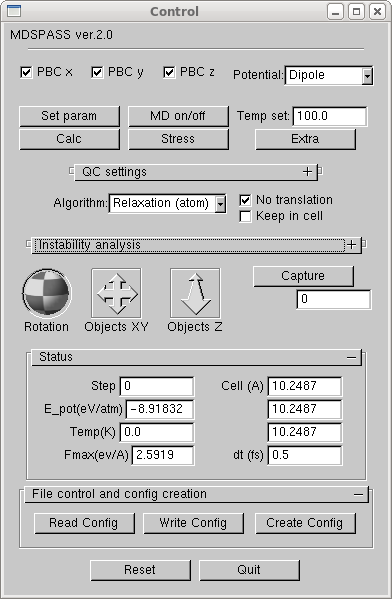 Control
MDSPASS ver.2.0
PBC x PBC y PBC z Potential: Dipole
Set param MD on/off Temp set: 100.0
Calc Stress Extra
QC settings +
Algorithm: Relaxation (atom) No translation
Keep in cell
Instability analysis +
Capture
0
Rotation Objects XY Objects Z
Status −
Step 0 Cell (A) 10.2487
E_pot(eV/atm) -8.91832 10.2487
Temp(K) 0.0 10.2487
Fmax(ev/A) 2.5919 dt (fs) 0.5
File control and config creation −
Read Config Write Config Create Config
Reset Quit